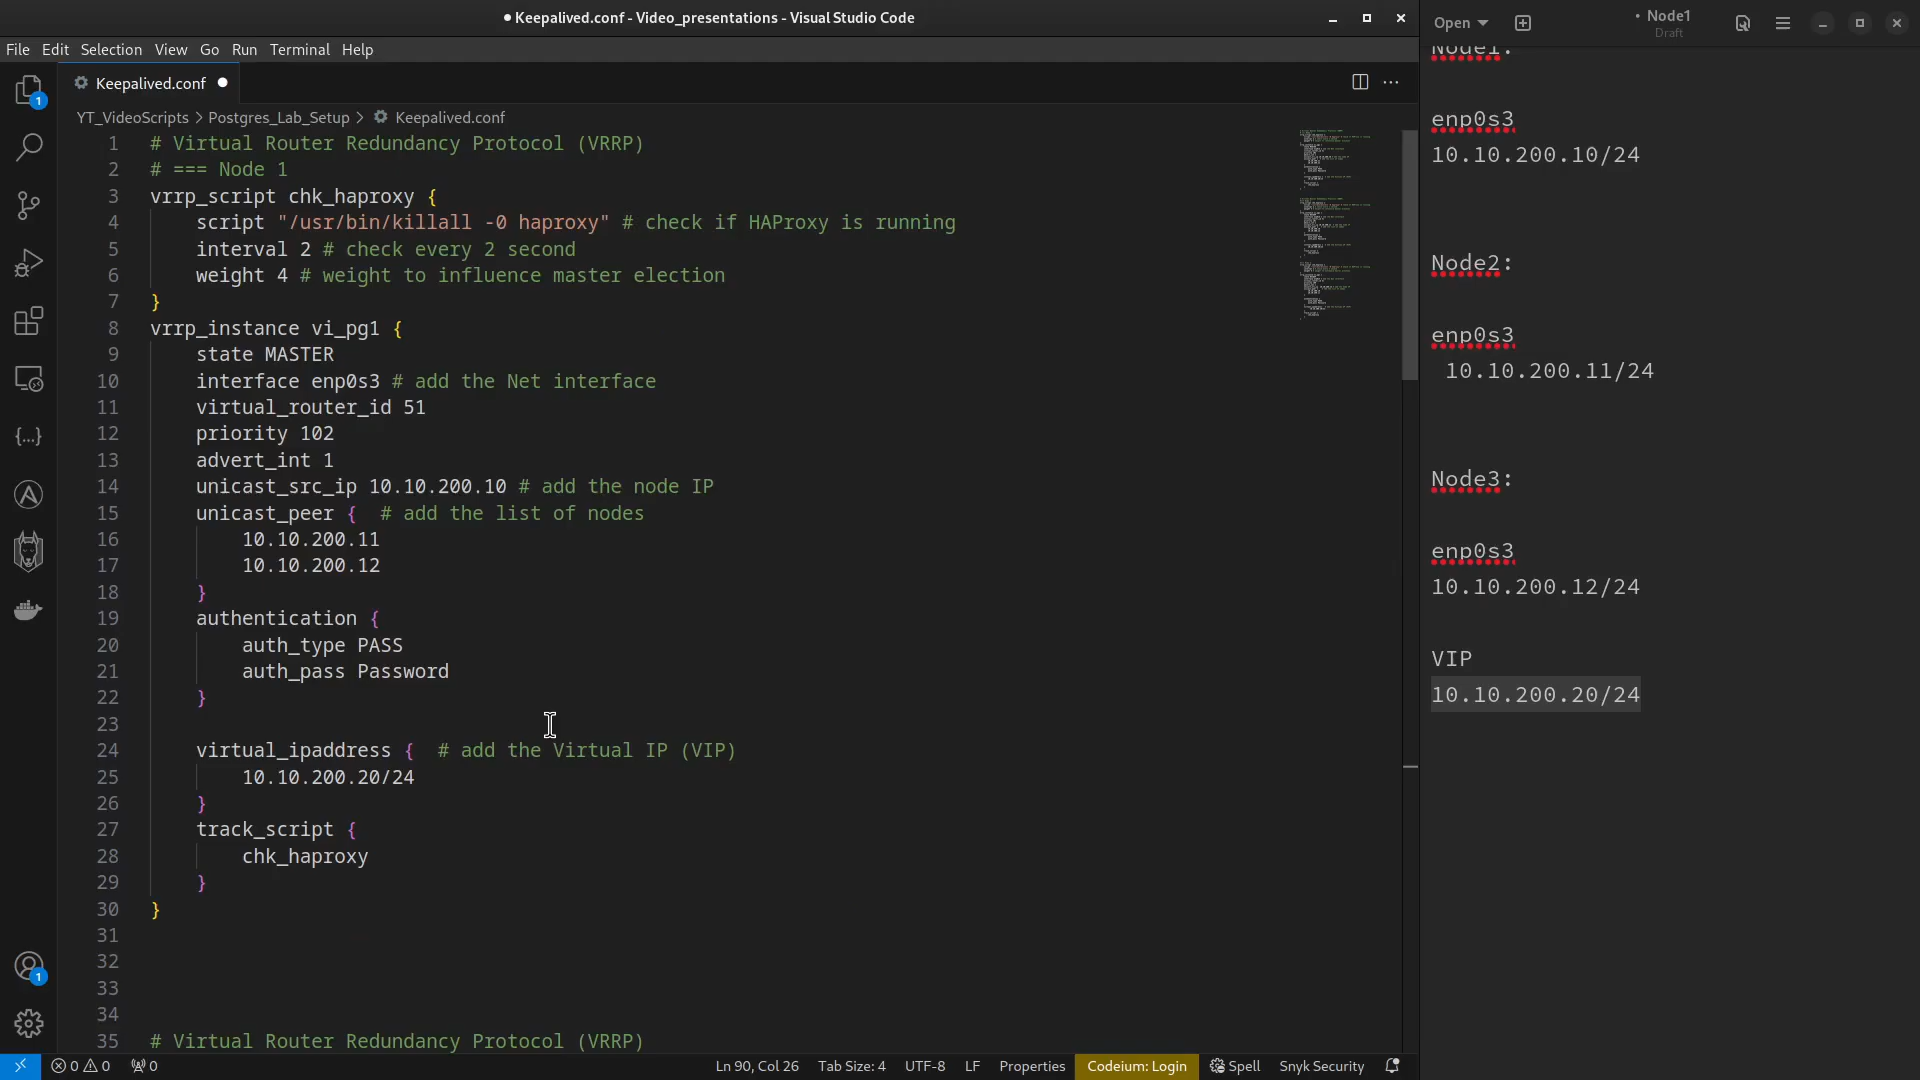 Keepalived.conf - Video_presentations - Visual Studio Code
File Edit Selection View Go Run Terminal Help
Keepalived.conf
YT_VideoScripts > Postgres_Lab_Setup > Keepalived.conf
1 # Virtual Router Redundancy Protocol (VRRP)
2 # === Node 1
3 vrrp_script chk_haproxy {
4 script "/usr/bin/killall -0 haproxy" # check if HAProxy is running
5 interval 2 # check every 2 second
6 weight 4 # weight to influence master election
7 }
8 vrrp_instance vi_pg1 {
9 state MASTER
10 interface enp0s3 # add the Net interface
11 virtual_router_id 51
12 priority 102
13 advert_int 1
14 unicast_src_ip 10.10.200.10 # add the node IP
15 unicast_peer { # add the list of nodes
16 10.10.200.11
17 10.10.200.12
18 }
19 authentication {
20 auth_type PASS
21 auth_pass Password
22 }
23
24 virtual_ipaddress { # add the Virtual IP (VIP)
25 10.10.200.20/24
26 }
27 track_script {
28 chk_haproxy
29 }
30 }
31
32
33
34
35 # Virtual Router Redundancy Protocol (VRRP)
1
1
0 0 0 Ln 90, Col 26 Tab Size: 4 UTF-8 LF Properties Codeium: Login Spell Snyk Security
Open • Node1
Draft
Node1:
enp0s3
10.10.200.10/24
Node2:
enp0s3
10.10.200.11/24
Node3:
enp0s3
10.10.200.12/24
VIP
10.10.200.20/24